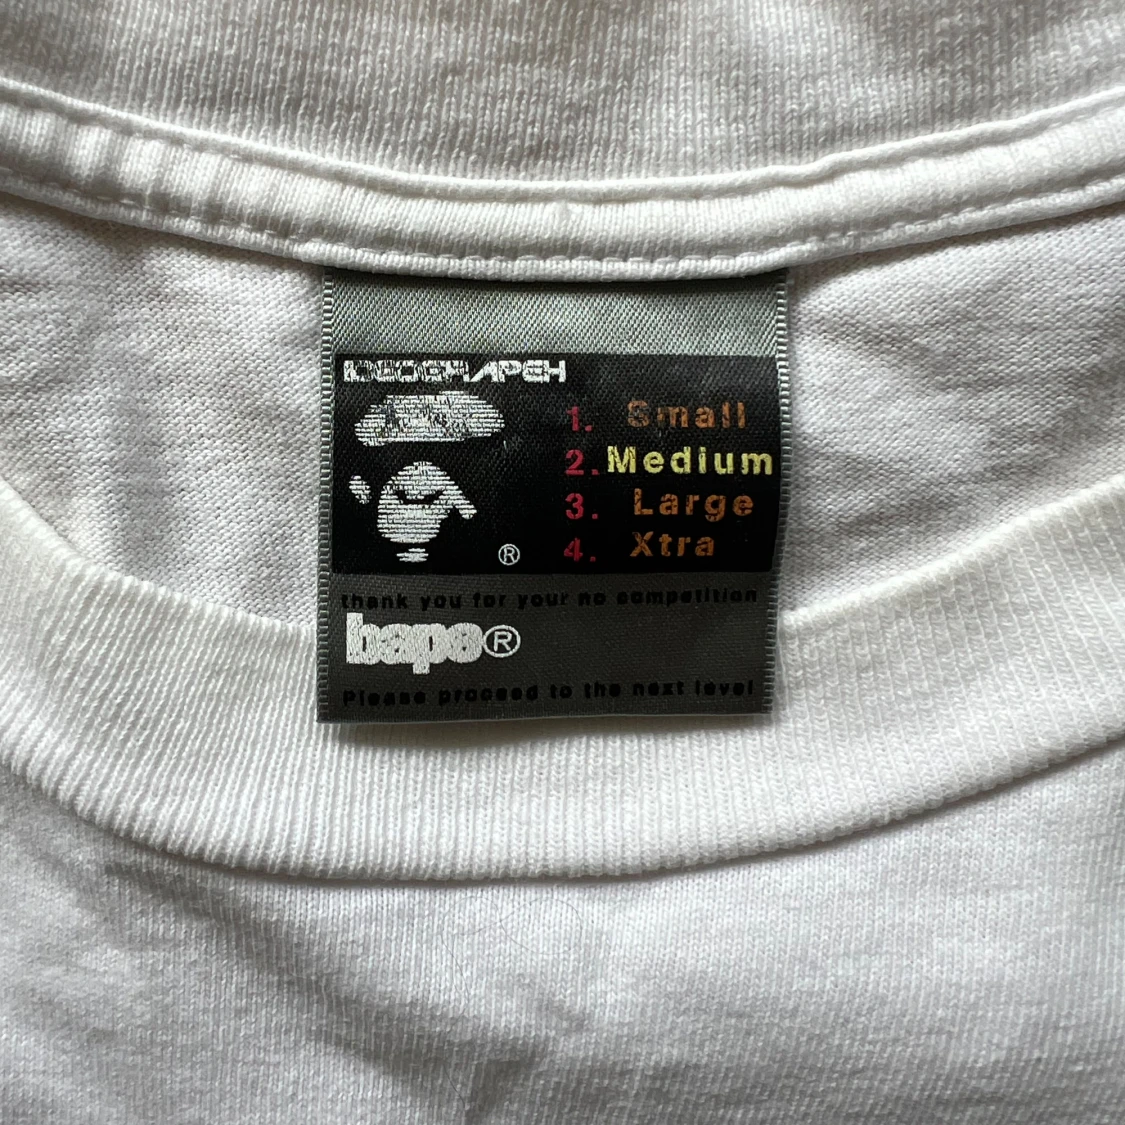 1. Small
2. Medium
3. Large
4. Xtra
®
thank you for your no competition
bape®
Please proceed to the next level